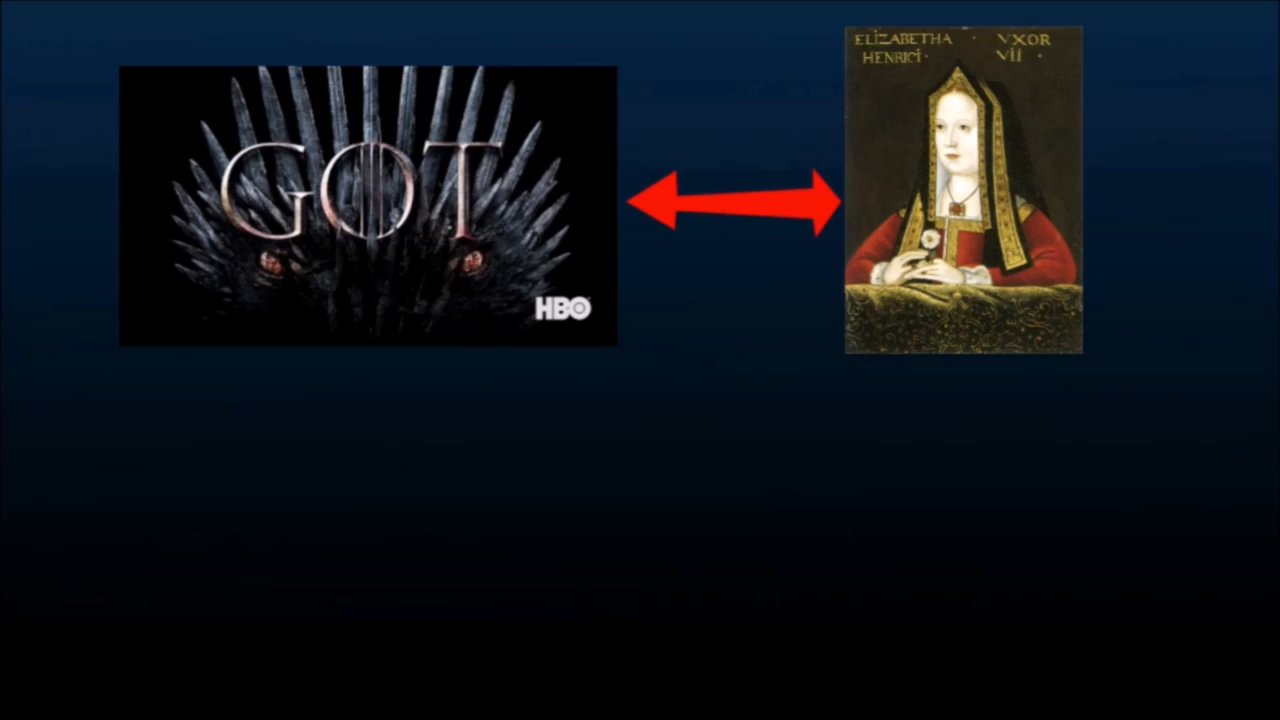 GOT
HBO
ELIZABETHA · VXOR
HENRICI · VII ·